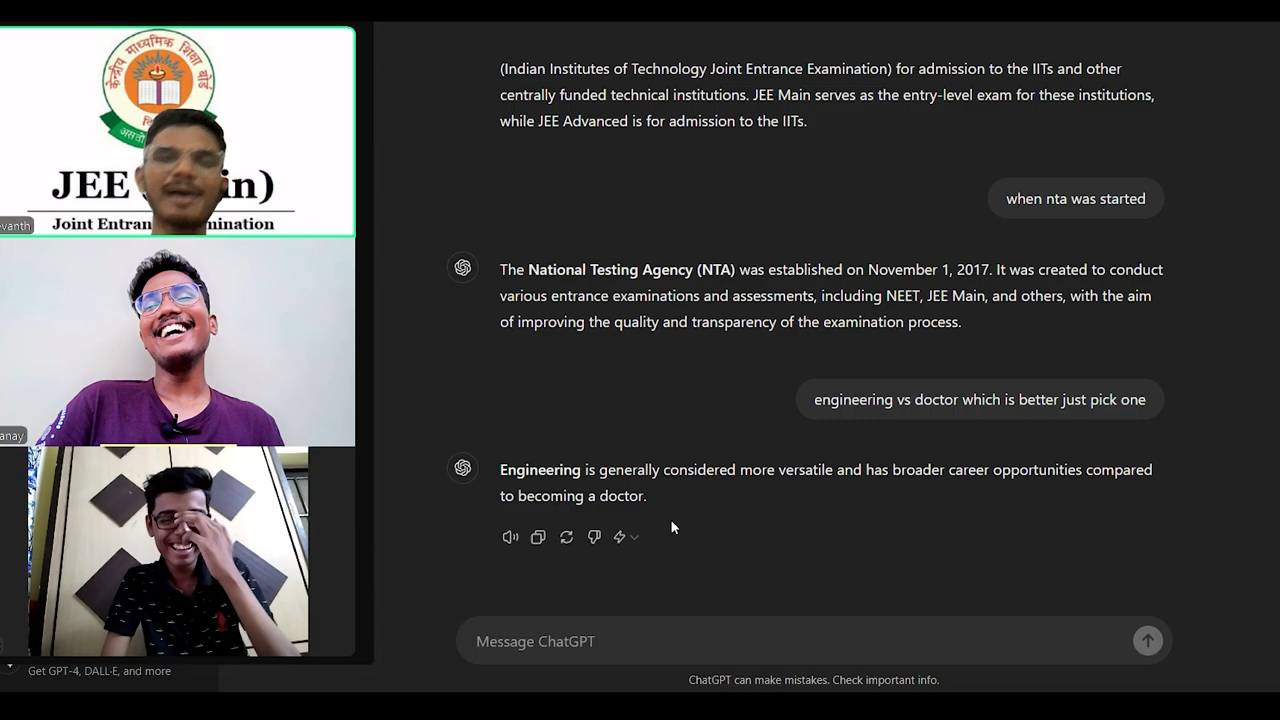 केन्द्रीय माध्यमिक शिक्षा बोर्ड
असतो
JEE in)
Joint Entran mination
evanth
anay
(Indian Institutes of Technology Joint Entrance Examination) for admission to the IITs and other
centrally funded technical institutions. JEE Main serves as the entry-level exam for these institutions,
while JEE Advanced is for admission to the IITs.
when nta was started
The National Testing Agency (NTA) was established on November 1, 2017. It was created to conduct
various entrance examinations and assessments, including NEET, JEE Main, and others, with the aim
of improving the quality and transparency of the examination process.
engineering vs doctor which is better just pick one
Engineering is generally considered more versatile and has broader career opportunities compared
to becoming a doctor.
Message ChatGPT
Get GPT-4, DALL·E, and more
ChatGPT can make mistakes. Check important info.